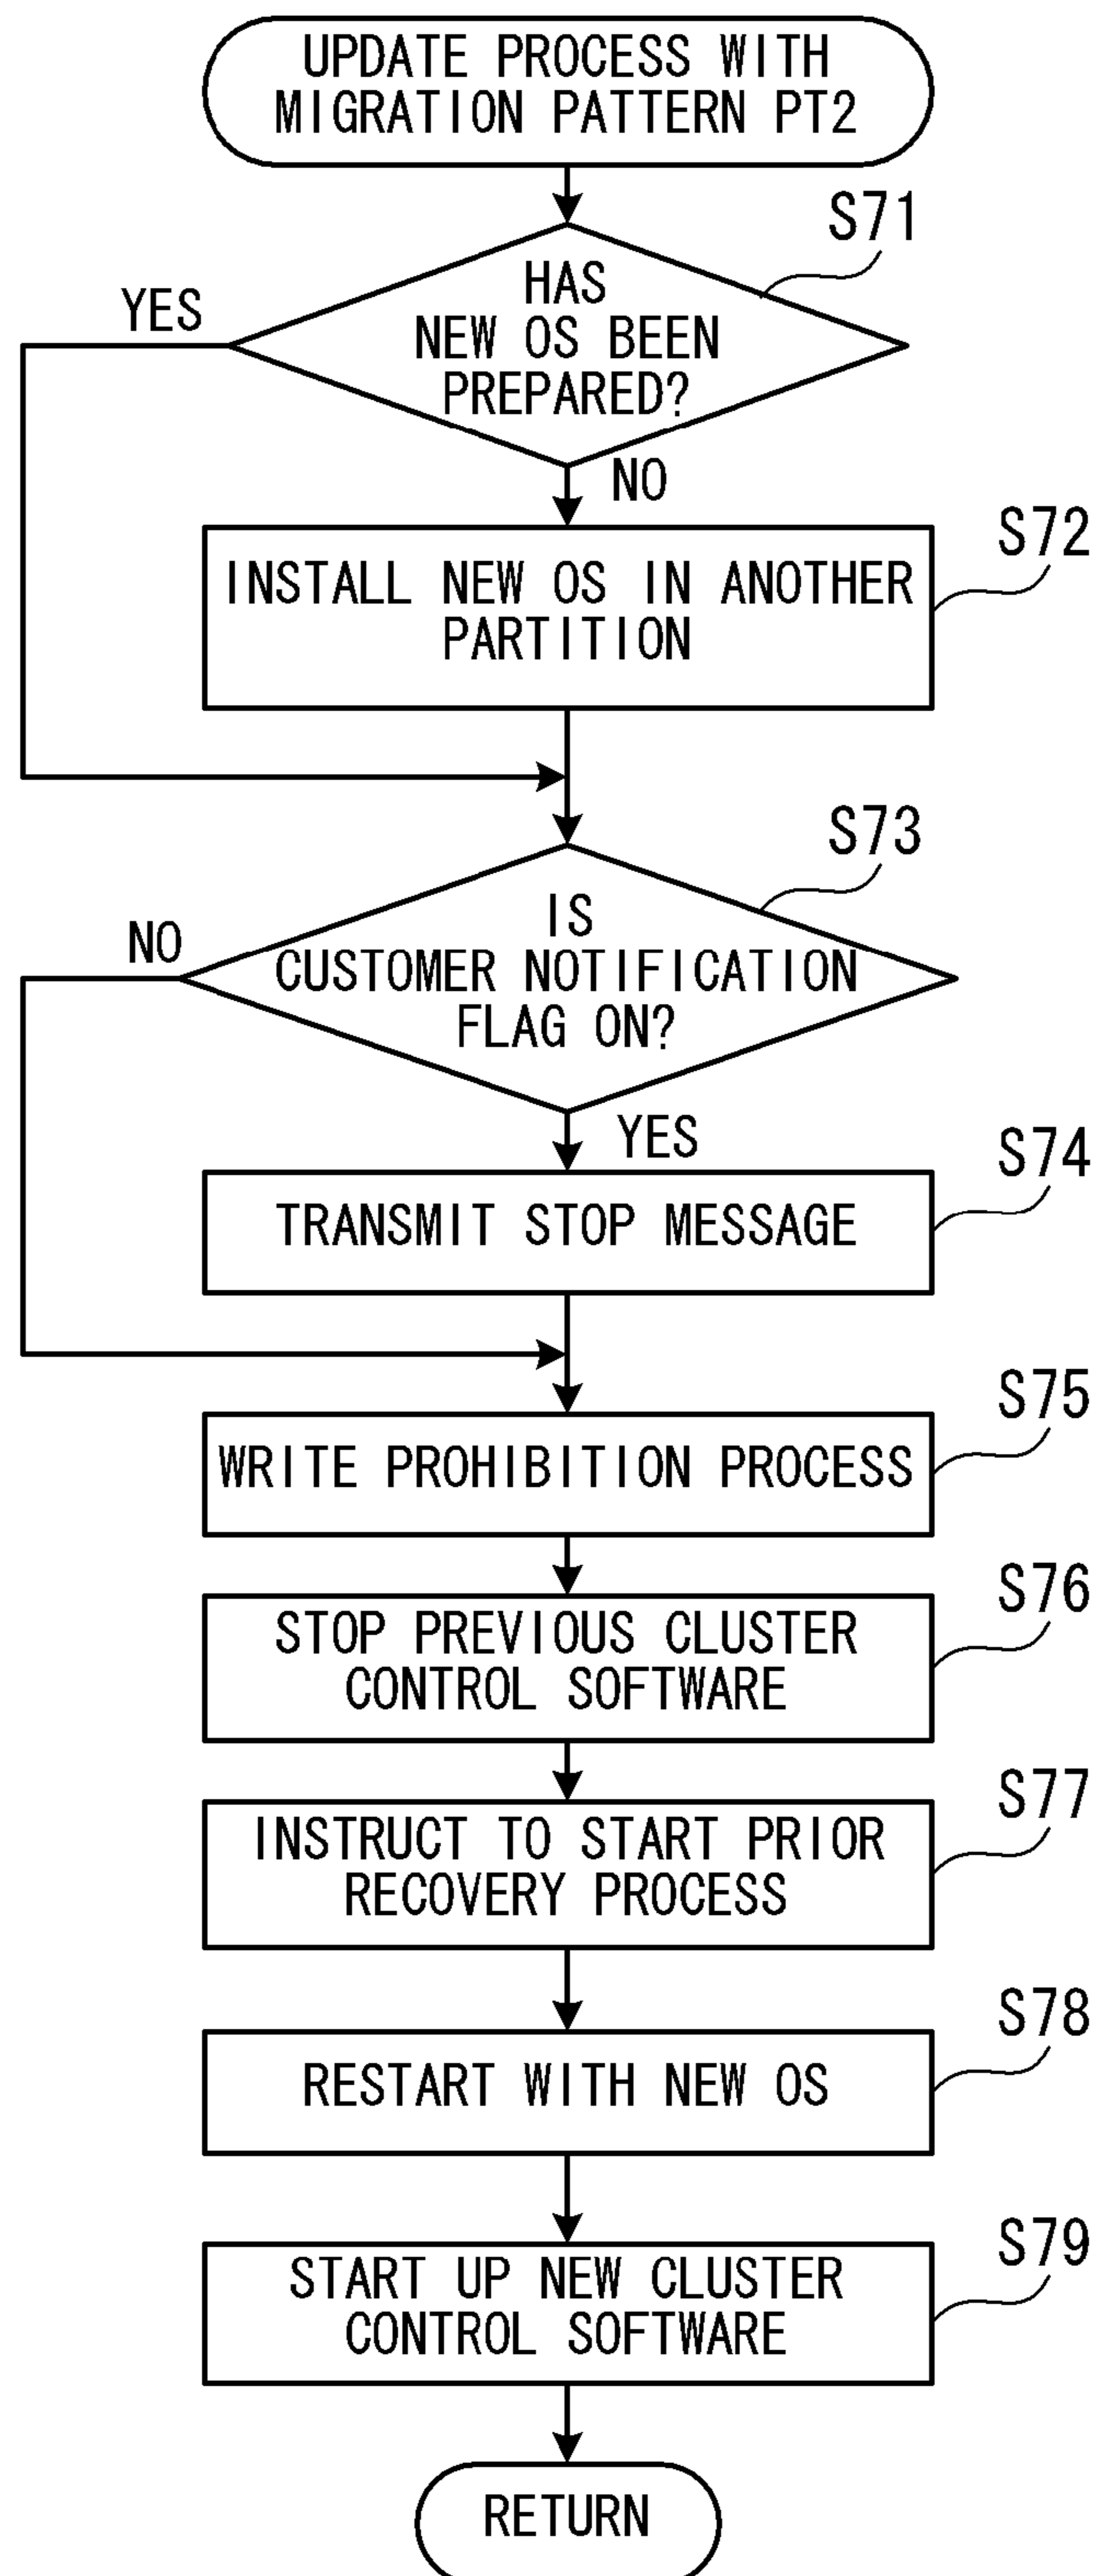 UPDATE PROCESS WITH
MIGRATION PATTERN PT2
S71
HAS
NEW OS BEEN
PREPARED?
YES
NO
S72
INSTALL NEW OS IN ANOTHER
PARTITION
S73
IS
CUSTOMER NOTIFICATION
FLAG ON?
NO
YES
S74
TRANSMIT STOP MESSAGE
S75
WRITE PROHIBITION PROCESS
S76
STOP PREVIOUS CLUSTER
CONTROL SOFTWARE
S77
INSTRUCT TO START PRIOR
RECOVERY PROCESS
S78
RESTART WITH NEW OS
S79
START UP NEW CLUSTER
CONTROL SOFTWARE
RETURN